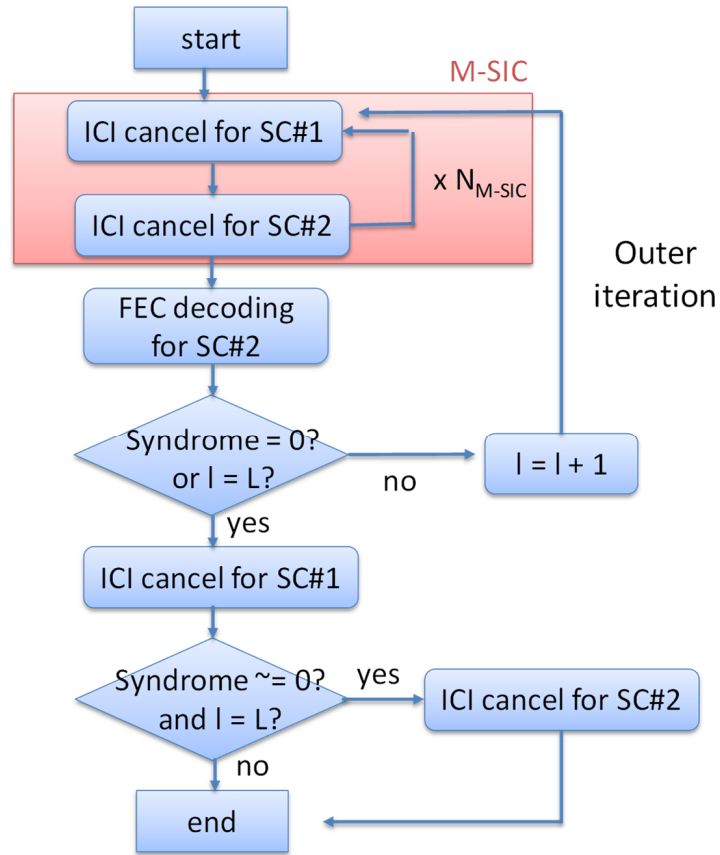 start
M-SIC
ICI cancel for SC#1
x N_M-SIC
ICI cancel for SC#2
Outer
iteration
FEC decoding
for SC#2
Syndrome = 0?
or l = L?
no
l = l + 1
yes
ICI cancel for SC#1
Syndrome ~= 0?
and l = L?
yes
ICI cancel for SC#2
no
end